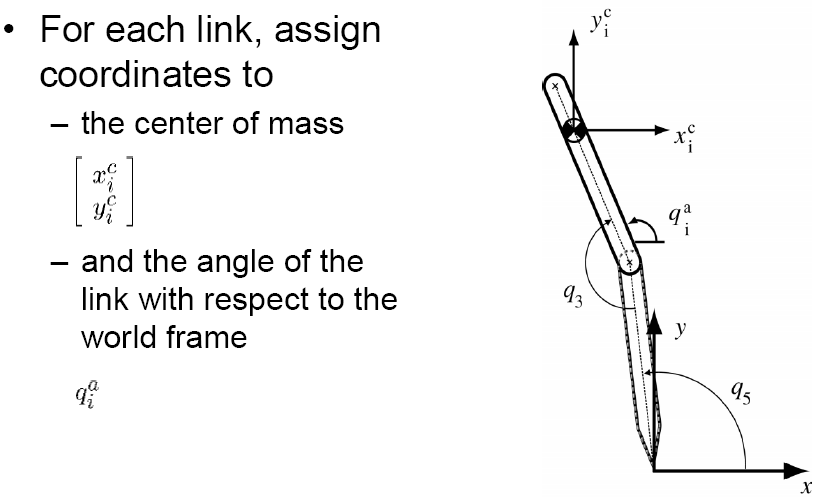 • For each link, assign
coordinates to
– the center of mass
[ x_i^c
y_i^c ]
– and the angle of the
link with respect to the
world frame
q_i^a
y_i^c
x_i^c
q_i^a
q_3
y
q_5
x